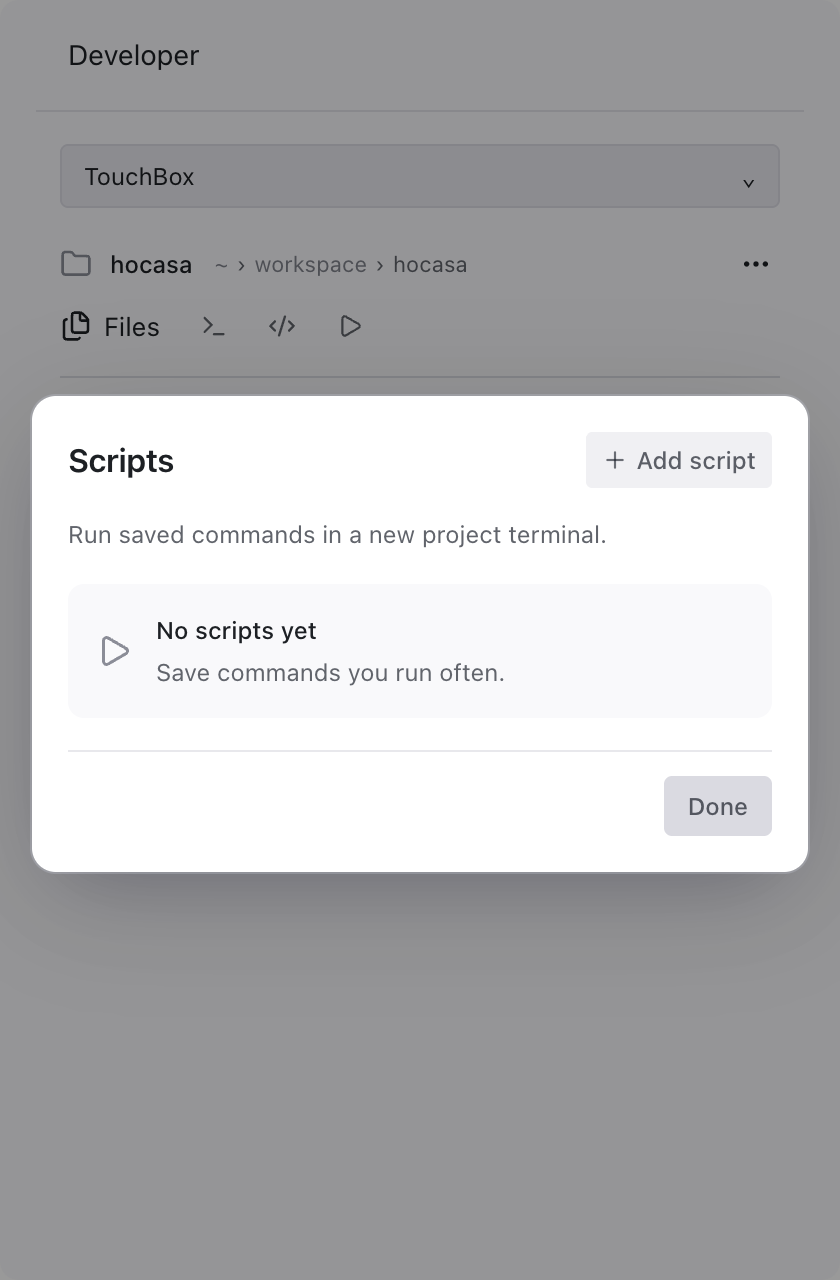 Developer
TouchBox
hocasa ~ › workspace › hocasa
Files
Scripts
Add script
Run saved commands in a new project terminal.
No scripts yet
Save commands you run often.
Done